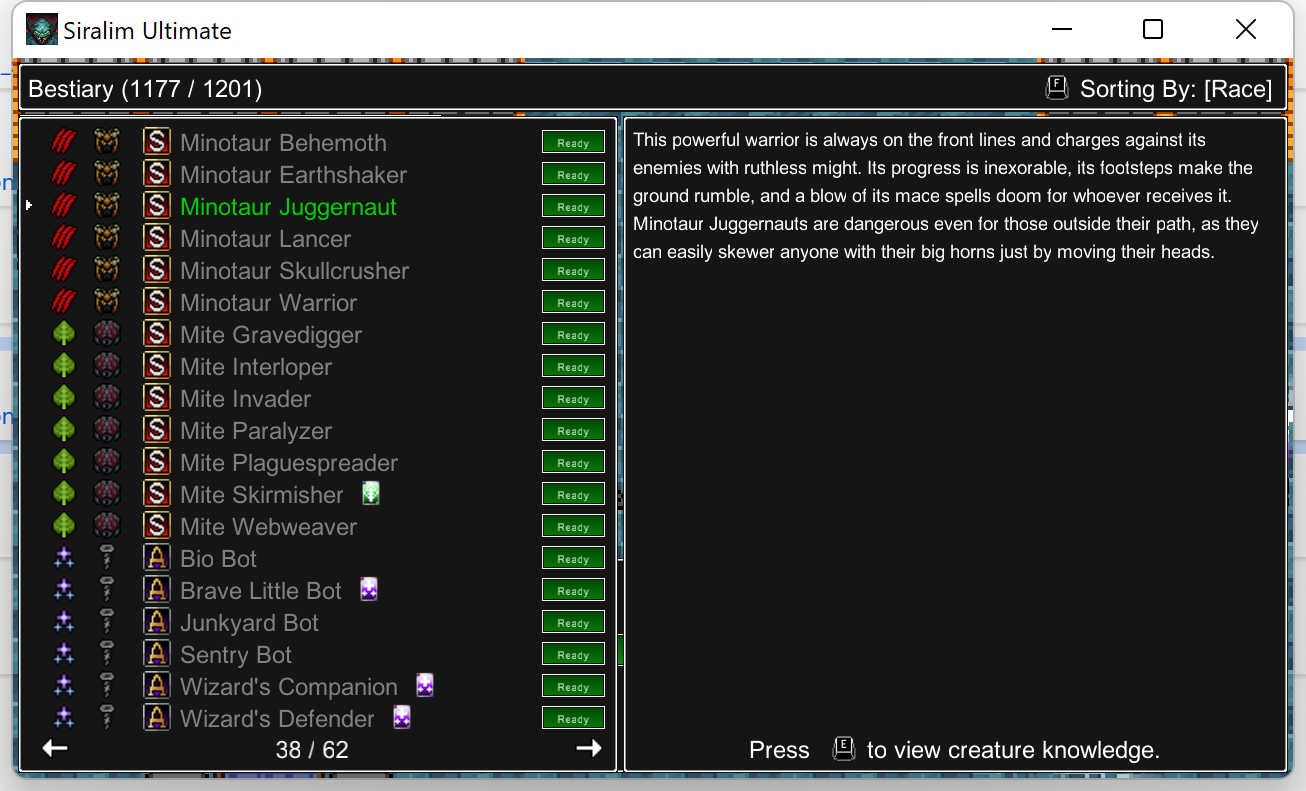 Siralim Ultimate
Bestiary (1177 / 1201)
F Sorting By: [Race]
S Minotaur Behemoth Ready
S Minotaur Earthshaker Ready
S Minotaur Juggernaut Ready
S Minotaur Lancer Ready
S Minotaur Skullcrusher Ready
S Minotaur Warrior Ready
S Mite Gravedigger Ready
S Mite Interloper Ready
S Mite Invader Ready
S Mite Paralyzer Ready
S Mite Plaguespreader Ready
S Mite Skirmisher Ready
S Mite Webweaver Ready
A Bio Bot Ready
A Brave Little Bot Ready
A Junkyard Bot Ready
A Sentry Bot Ready
A Wizard's Companion Ready
A Wizard's Defender Ready
38 / 62
This powerful warrior is always on the front lines and charges against its
enemies with ruthless might. Its progress is inexorable, its footsteps make the
ground rumble, and a blow of its mace spells doom for whoever receives it.
Minotaur Juggernauts are dangerous even for those outside their path, as they
can easily skewer anyone with their big horns just by moving their heads.
Press E to view creature knowledge.